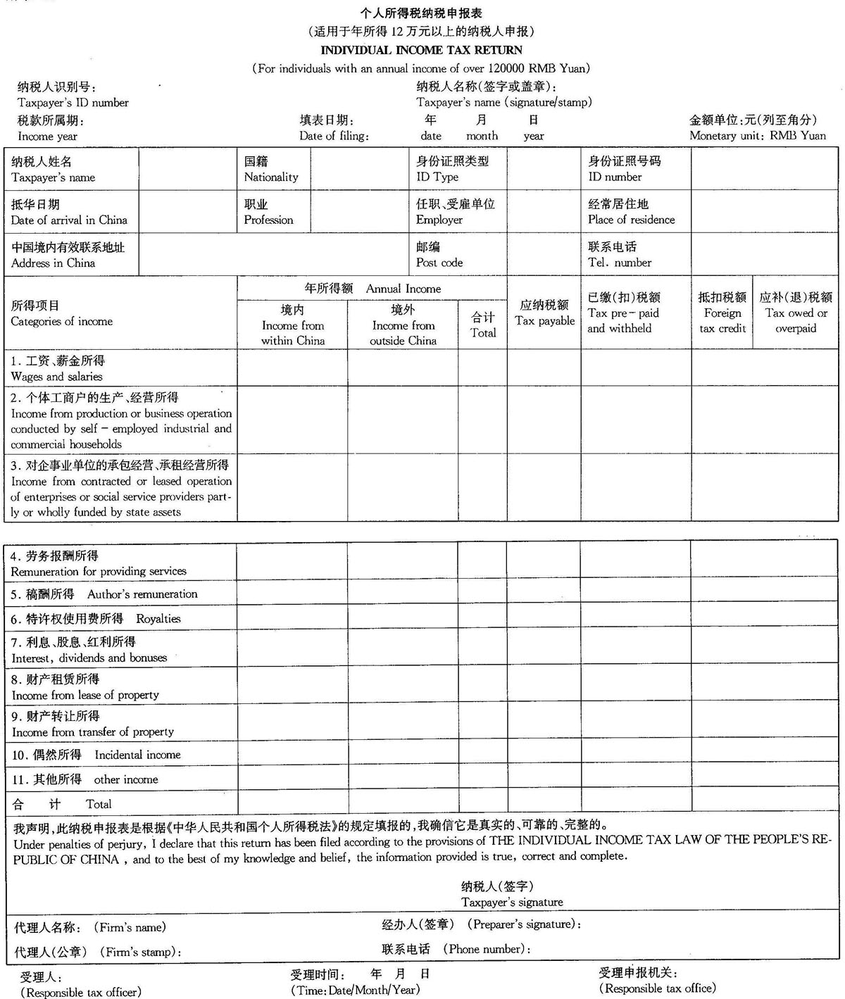 个人所得税纳税申报表
(适用于年所得12万元以上的纳税人申报)
INDIVIDUAL INCOME TAX RETURN
(For individuals with an annual income of over 120000 RMB Yuan)
纳税人识别号: 纳税人名称(签字或盖章):
Taxpayer's ID number Taxpayer's name (signature/stamp)
税款所属期: 填表日期: 年 月 日 金额单位:元(列至角分)
Income year Date of filing: date month year Monetary unit: RMB Yuan
纳税人姓名 国籍 身份证照类型 身份证照号码
Taxpayer's name Nationality ID Type ID number
抵华日期 职业 任职、受雇单位 经常居住地
Date of arrival in China Profession Employer Place of residence
中国境内有效联系地址 邮编 联系电话
Address in China Post code Tel. number
所得项目
Categories of income
年所得额 Annual Income
境内
Income from
within China
境外
Income from
outside China
合计
Total
应纳税额
Tax payable
已缴(扣)税额
Tax pre-paid
and withheld
抵扣税额
Foreign
tax credit
应补(退)税额
Tax owed or
overpaid
1. 工资、薪金所得
Wages and salaries
2. 个体工商户的生产、经营所得
Income from production or business operation
conducted by self-employed industrial and
commercial households
3. 对企事业单位的承包经营、承租经营所得
Income from contracted or leased operation
of enterprises or social service providers part-
ly or wholly funded by state assets
4. 劳务报酬所得
Remuneration for providing services
5. 稿酬所得 Author's remuneration
6. 特许权使用费所得 Royalties
7. 利息、股息、红利所得
Interest, dividends and bonuses
8. 财产租赁所得
Income from lease of property
9. 财产转让所得
Income from transfer of property
10. 偶然所得 Incidental income
11. 其他所得 other income
合 计 Total
我声明,此纳税申报表是根据《中华人民共和国个人所得税法》的规定填报的,我确信它是真实的、可靠的、完整的。
Under penalties of perjury, I declare that this return has been filed according to the provisions of THE INDIVIDUAL INCOME TAX LAW OF THE PEOPLE'S RE-
PUBLIC OF CHINA , and to the best of my knowledge and belief, the information provided is true, correct and complete.
纳税人(签字)
Taxpayer's signature
代理人名称: (Firm's name) 经办人(签章) (Preparer's signature):
代理人(公章) (Firm's stamp): 联系电话 (Phone number):
受理人: 受理时间: 年 月 日 受理申报机关:
(Responsible tax officer) (Time:Date/Month/Year) (Responsible tax office)